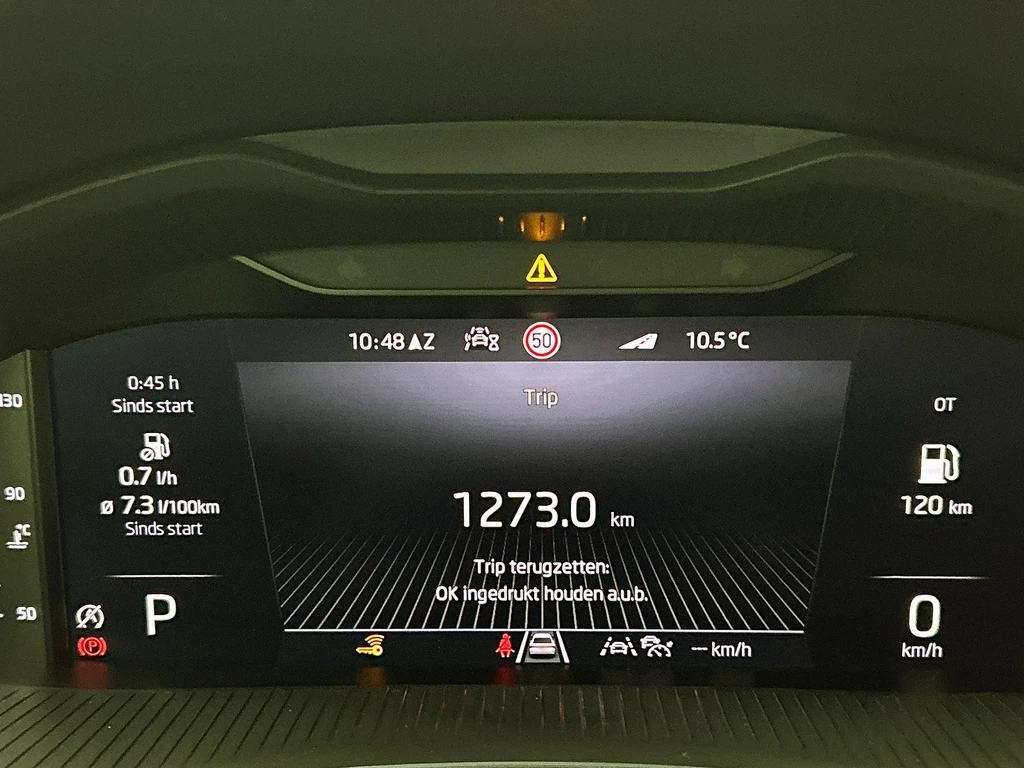 10:48 Z 50 10.5°C
Trip
1273.0 km
Trip terugzetten:
OK ingedrukt houden a.u.b.
0:45 h
Sinds start
0.7 l/h
ø 7.3 l/100km
Sinds start
P
(P)
130
90
°C
50
OT
120 km
0
km/h
-- km/h